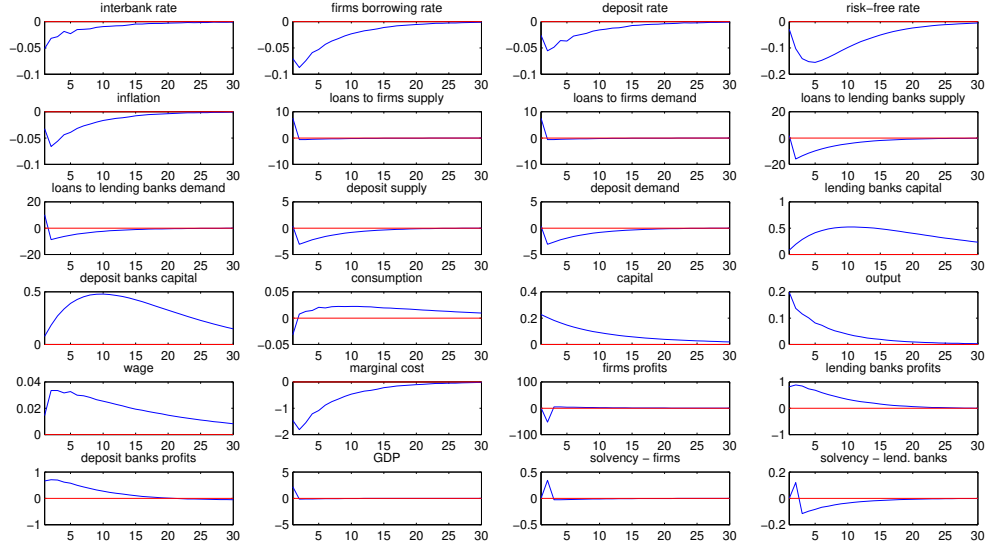 interbank rate firms borrowing rate deposit rate risk−free rate
0 0 0 0
−0.05 −0.05 −0.05 −0.1
−0.1 −0.1 −0.1 −0.2
5 10 15 20 25 30 5 10 15 20 25 30 5 10 15 20 25 30 5 10 15 20 25 30
inflation loans to firms supply loans to firms demand loans to lending banks supply
0 10 10 20
−0.05 0 0 0
−0.1 −10 −10 −20
5 10 15 20 25 30 5 10 15 20 25 30 5 10 15 20 25 30 5 10 15 20 25 30
loans to lending banks demand deposit supply deposit demand lending banks capital
20 5 5 1
0 0 0 0.5
−20 −5 −5 0
5 10 15 20 25 30 5 10 15 20 25 30 5 10 15 20 25 30 5 10 15 20 25 30
deposit banks capital consumption capital output
0.5 0.05 0.4 0.2
0 0.2 0.1
0 −0.05 0 0
5 10 15 20 25 30 5 10 15 20 25 30 5 10 15 20 25 30 5 10 15 20 25 30
wage marginal cost firms profits lending banks profits
0.04 0 100 1
0.02 −1 0 0
0 −2 −100 −1
5 10 15 20 25 30 5 10 15 20 25 30 5 10 15 20 25 30 5 10 15 20 25 30
deposit banks profits GDP solvency − firms solvency − lend. banks
1 5 0.5 0.2
0 0 0 0
−1 −5 −0.5 −0.2
5 10 15 20 25 30 5 10 15 20 25 30 5 10 15 20 25 30 5 10 15 20 25 30